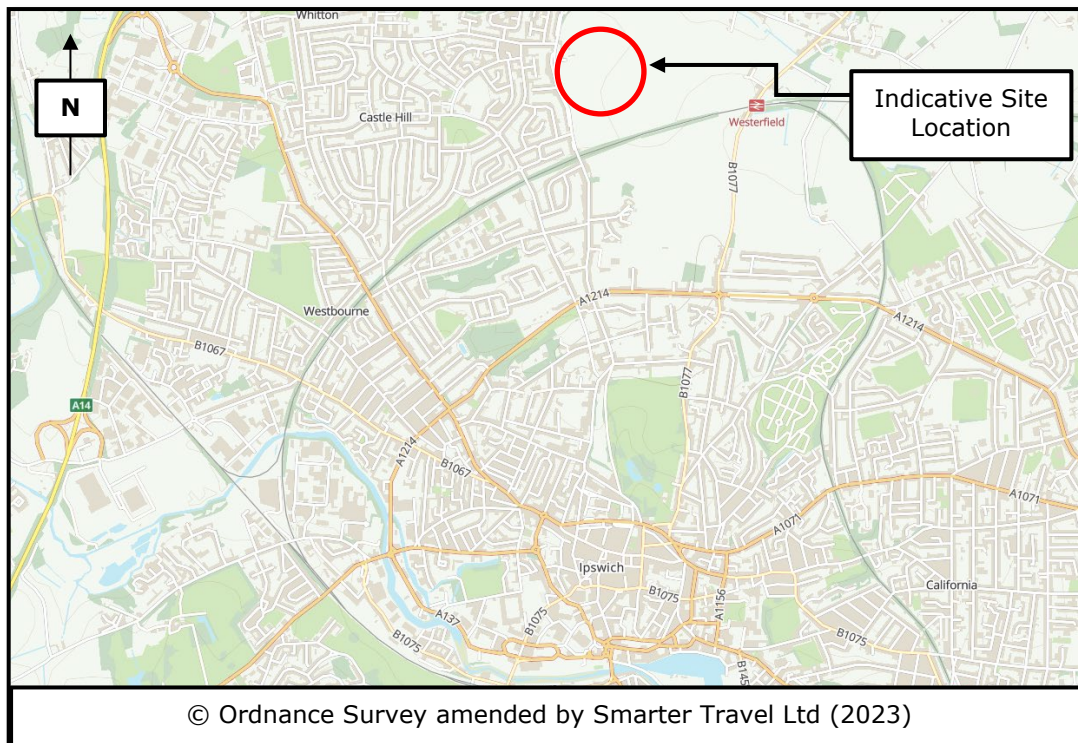 Whitton
N
Castle Hill
Westerfield
Indicative Site
Location
B1077
A1214
Westbourne
A1214
B1067
B1077
A14
A1214
B1067
A1071
A1071
Ipswich
B1075
A1156
California
A137
B1075
B1075
B1075
B145
© Ordnance Survey amended by Smarter Travel Ltd (2023)